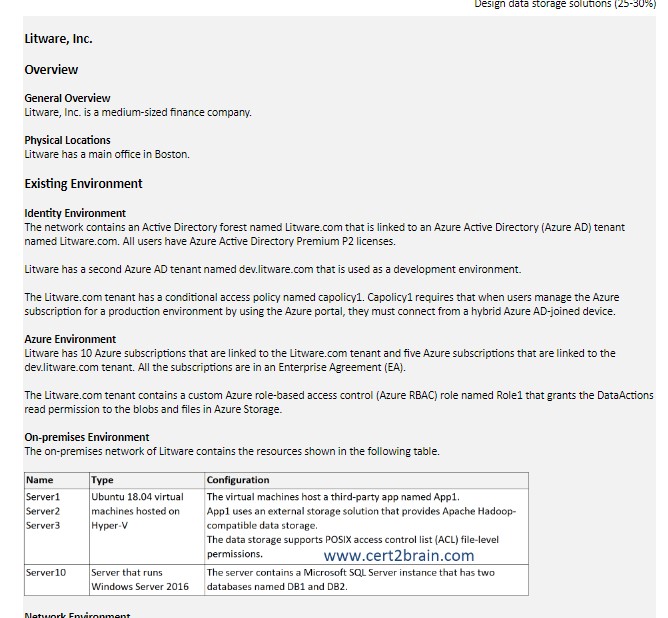 Design data storage solutions (25-30%)
Litware, Inc.
Overview
General Overview
Litware, Inc. is a medium-sized finance company.
Physical Locations
Litware has a main office in Boston.
Existing Environment
Identity Environment
The network contains an Active Directory forest named Litware.com that is linked to an Azure Active Directory (Azure AD) tenant
named Litware.com. All users have Azure Active Directory Premium P2 licenses.
Litware has a second Azure AD tenant named dev.litware.com that is used as a development environment.
The Litware.com tenant has a conditional access policy named capolicy1. Capolicy1 requires that when users manage the Azure
subscription for a production environment by using the Azure portal, they must connect from a hybrid Azure AD-joined device.
Azure Environment
Litware has 10 Azure subscriptions that are linked to the Litware.com tenant and five Azure subscriptions that are linked to the
dev.litware.com tenant. All the subscriptions are in an Enterprise Agreement (EA).
The Litware.com tenant contains a custom Azure role-based access control (Azure RBAC) role named Role1 that grants the DataActions
read permission to the blobs and files in Azure Storage.
On-premises Environment
The on-premises network of Litware contains the resources shown in the following table.
Name Type Configuration
Server1 Ubuntu 18.04 virtual The virtual machines host a third-party app named App1.
Server2 machines hosted on App1 uses an external storage solution that provides Apache Hadoop-
Server3 Hyper-V compatible data storage.
The data storage supports POSIX access control list (ACL) file-level
permissions. www.cert2brain.com
Server10 Server that runs The server contains a Microsoft SQL Server instance that has two
Windows Server 2016 databases named DB1 and DB2.
Network Environment